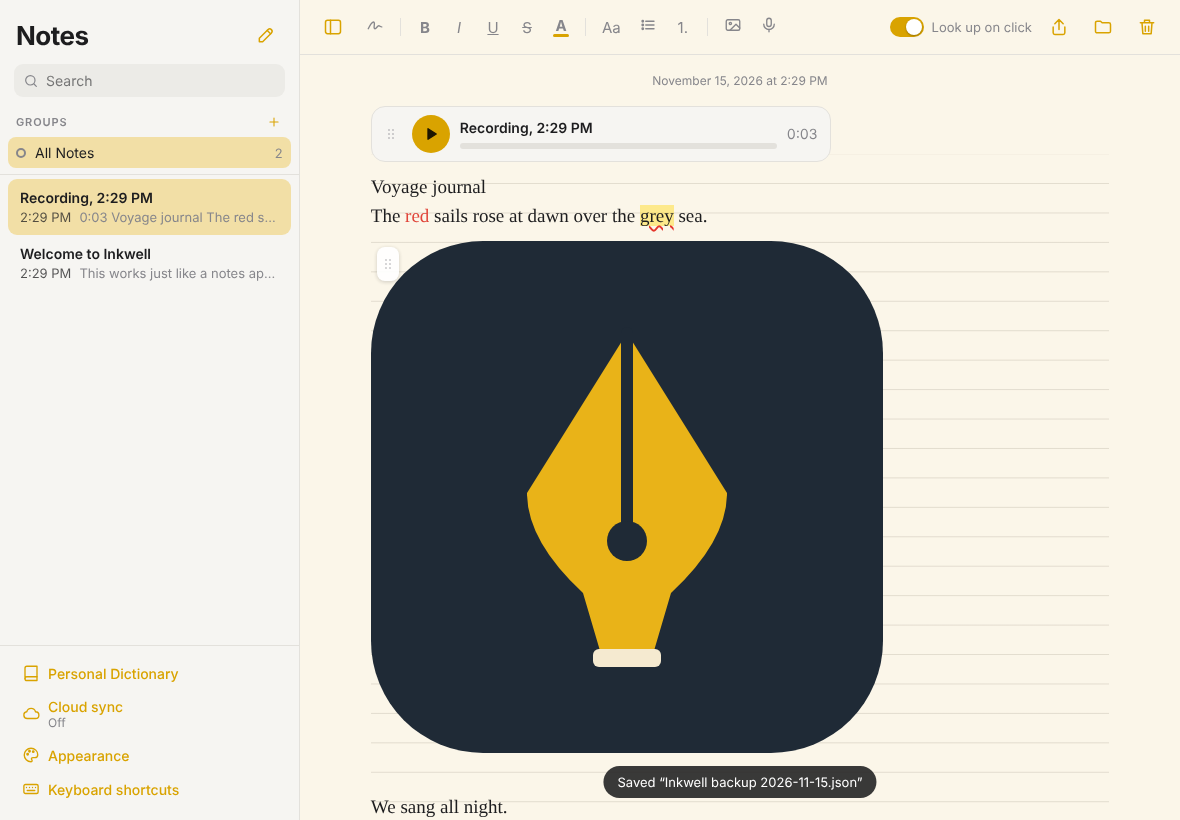 Notes
Search
GROUPS
All Notes 2
Recording, 2:29 PM
2:29 PM 0:03 Voyage journal The red s...
Welcome to Inkwell
2:29 PM This works just like a notes ap...
Personal Dictionary
Cloud sync
Off
Appearance
Keyboard shortcuts
B I U S A Aa 1. Look up on click
November 15, 2026 at 2:29 PM
Recording, 2:29 PM 0:03
Voyage journal
The red sails rose at dawn over the grey sea.
Saved “Inkwell backup 2026-11-15.json”
We sang all night.